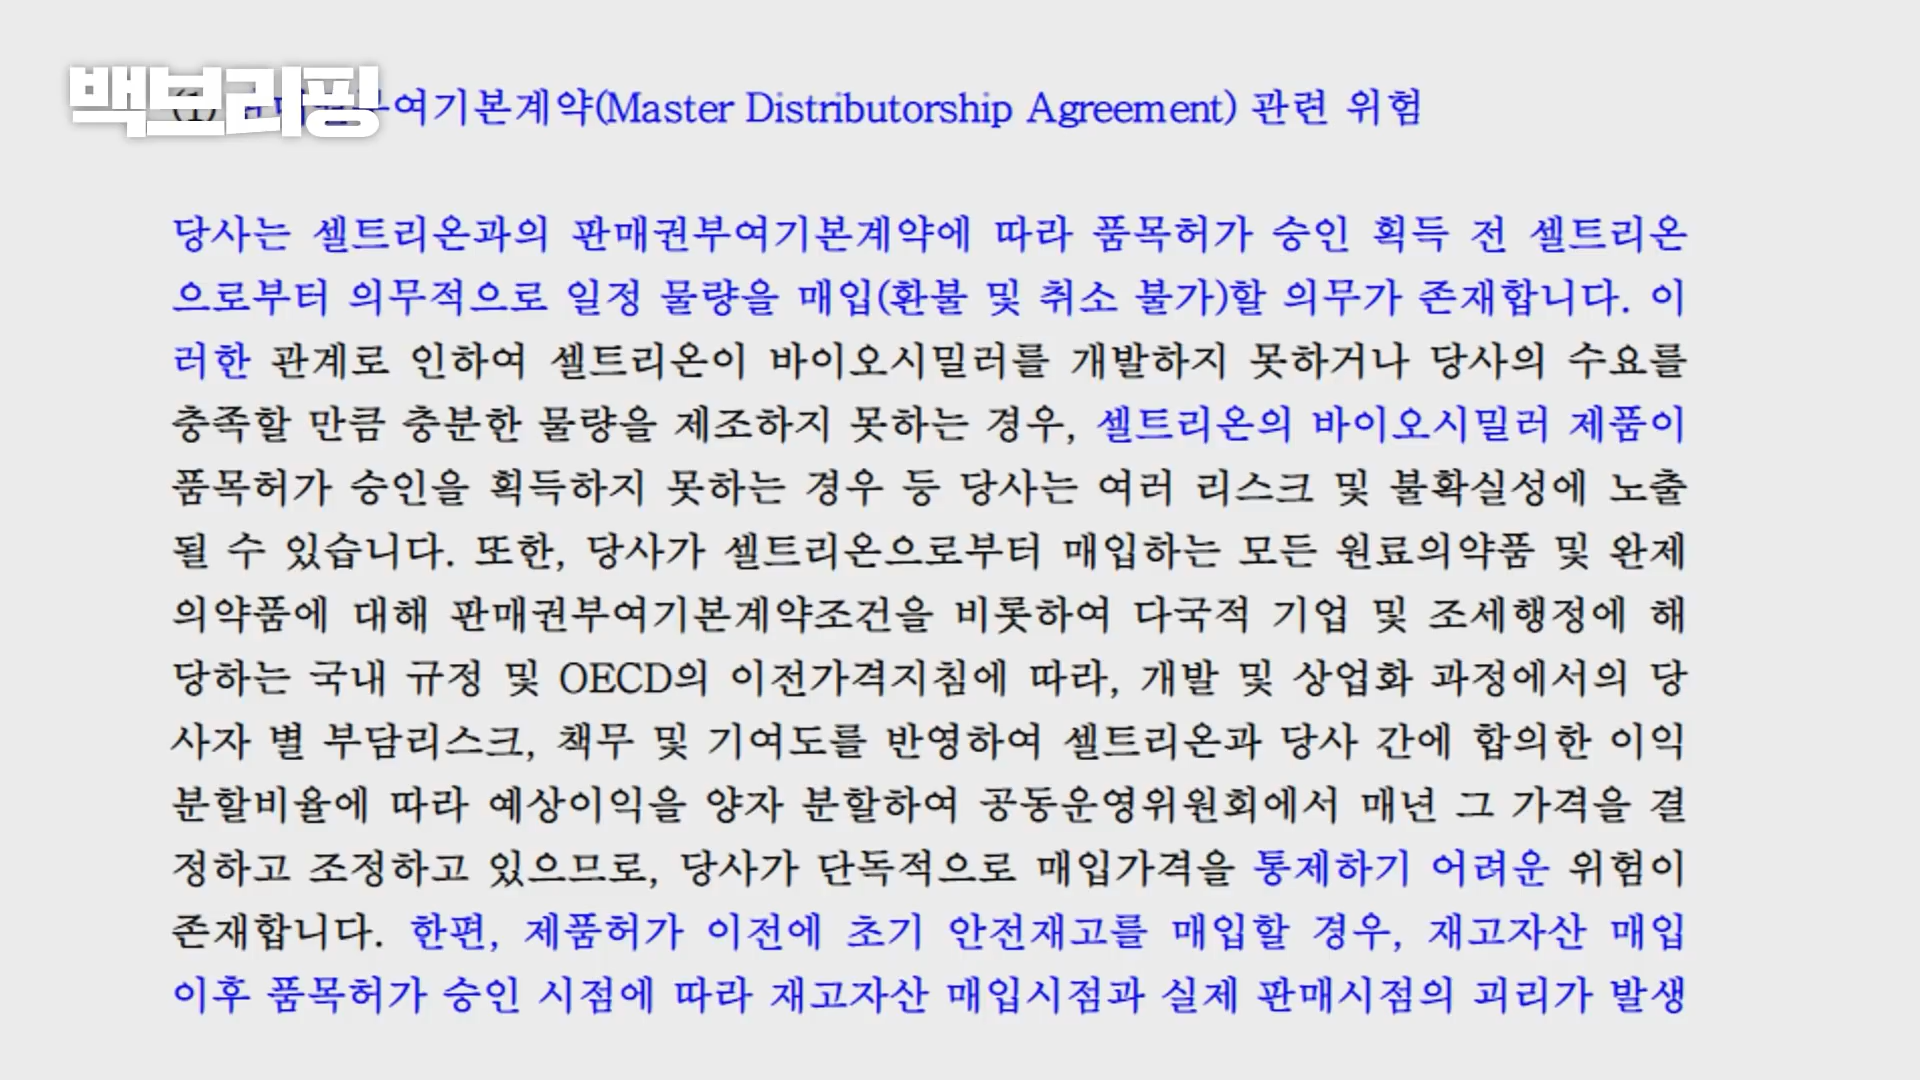 백브리핑
(1) 여기본계약(Master Distributorship Agreement) 관련 위험
당사는 셀트리온과의 판매권부여기본계약에 따라 품목허가 승인 획득 전 셀트리온
으로부터 의무적으로 일정 물량을 매입(환불 및 취소 불가)할 의무가 존재합니다. 이
러한 관계로 인하여 셀트리온이 바이오시밀러를 개발하지 못하거나 당사의 수요를
충족할 만큼 충분한 물량을 제조하지 못하는 경우, 셀트리온의 바이오시밀러 제품이
품목허가 승인을 획득하지 못하는 경우 등 당사는 여러 리스크 및 불확실성에 노출
될 수 있습니다. 또한, 당사가 셀트리온으로부터 매입하는 모든 원료의약품 및 완제
의약품에 대해 판매권부여기본계약조건을 비롯하여 다국적 기업 및 조세행정에 해
당하는 국내 규정 및 OECD의 이전가격지침에 따라, 개발 및 상업화 과정에서의 당
사자 별 부담리스크, 책무 및 기여도를 반영하여 셀트리온과 당사 간에 합의한 이익
분할비율에 따라 예상이익을 양자 분할하여 공동운영위원회에서 매년 그 가격을 결
정하고 조정하고 있으므로, 당사가 단독적으로 매입가격을 통제하기 어려운 위험이
존재합니다. 한편, 제품허가 이전에 초기 안전재고를 매입할 경우, 재고자산 매입
이후 품목허가 승인 시점에 따라 재고자산 매입시점과 실제 판매시점의 괴리가 발생